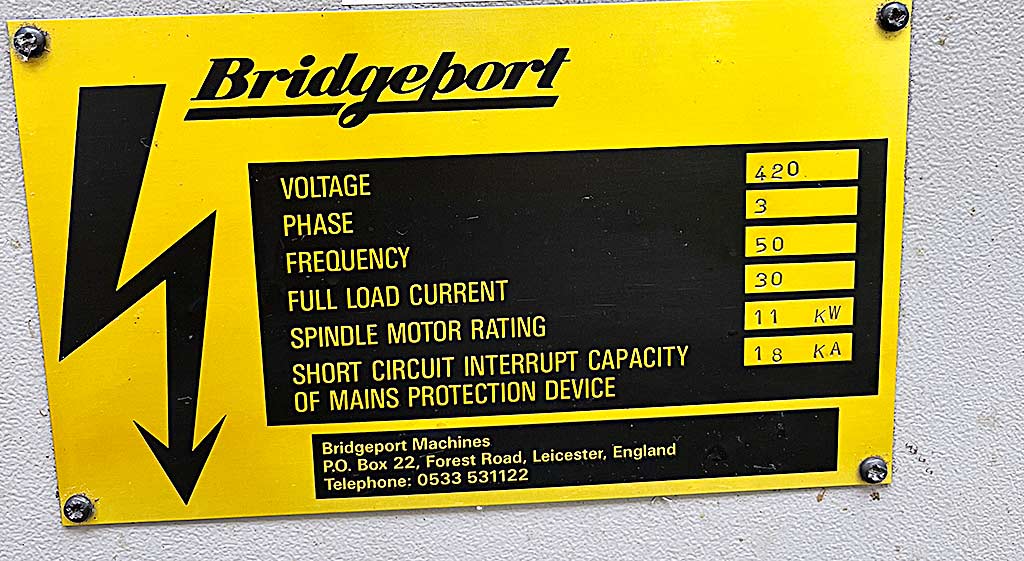 Bridgeport
VOLTAGE 420
PHASE 3
FREQUENCY 50
FULL LOAD CURRENT 30
SPINDLE MOTOR RATING 11 KW
SHORT CIRCUIT INTERRUPT CAPACITY 18 KA
OF MAINS PROTECTION DEVICE
Bridgeport Machines
P.O. Box 22, Forest Road, Leicester, England
Telephone: 0533 531122